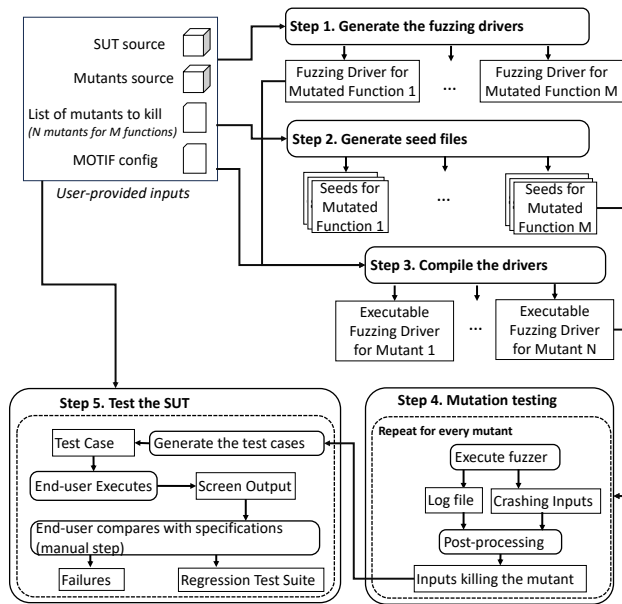 SUT source
Mutants source
List of mutants to kill
(N mutants for M functions)
MOTIF config
User-provided inputs
Step 1. Generate the fuzzing drivers
Fuzzing Driver for
Mutated Function 1
...
Fuzzing Driver for
Mutated Function M
Step 2. Generate seed files
Seeds for
Mutated
Function 1
...
Seeds for
Mutated
Function M
Step 3. Compile the drivers
Executable
Fuzzing Driver
for Mutant 1
...
Executable
Fuzzing Driver
for Mutant N
Step 4. Mutation testing
Repeat for every mutant
Execute fuzzer
Log file
Crashing Inputs
Post-processing
Inputs killing the mutant
Step 5. Test the SUT
Test Case
Generate the test cases
End-user Executes
Screen Output
End-user compares with specifications
(manual step)
Failures
Regression Test Suite